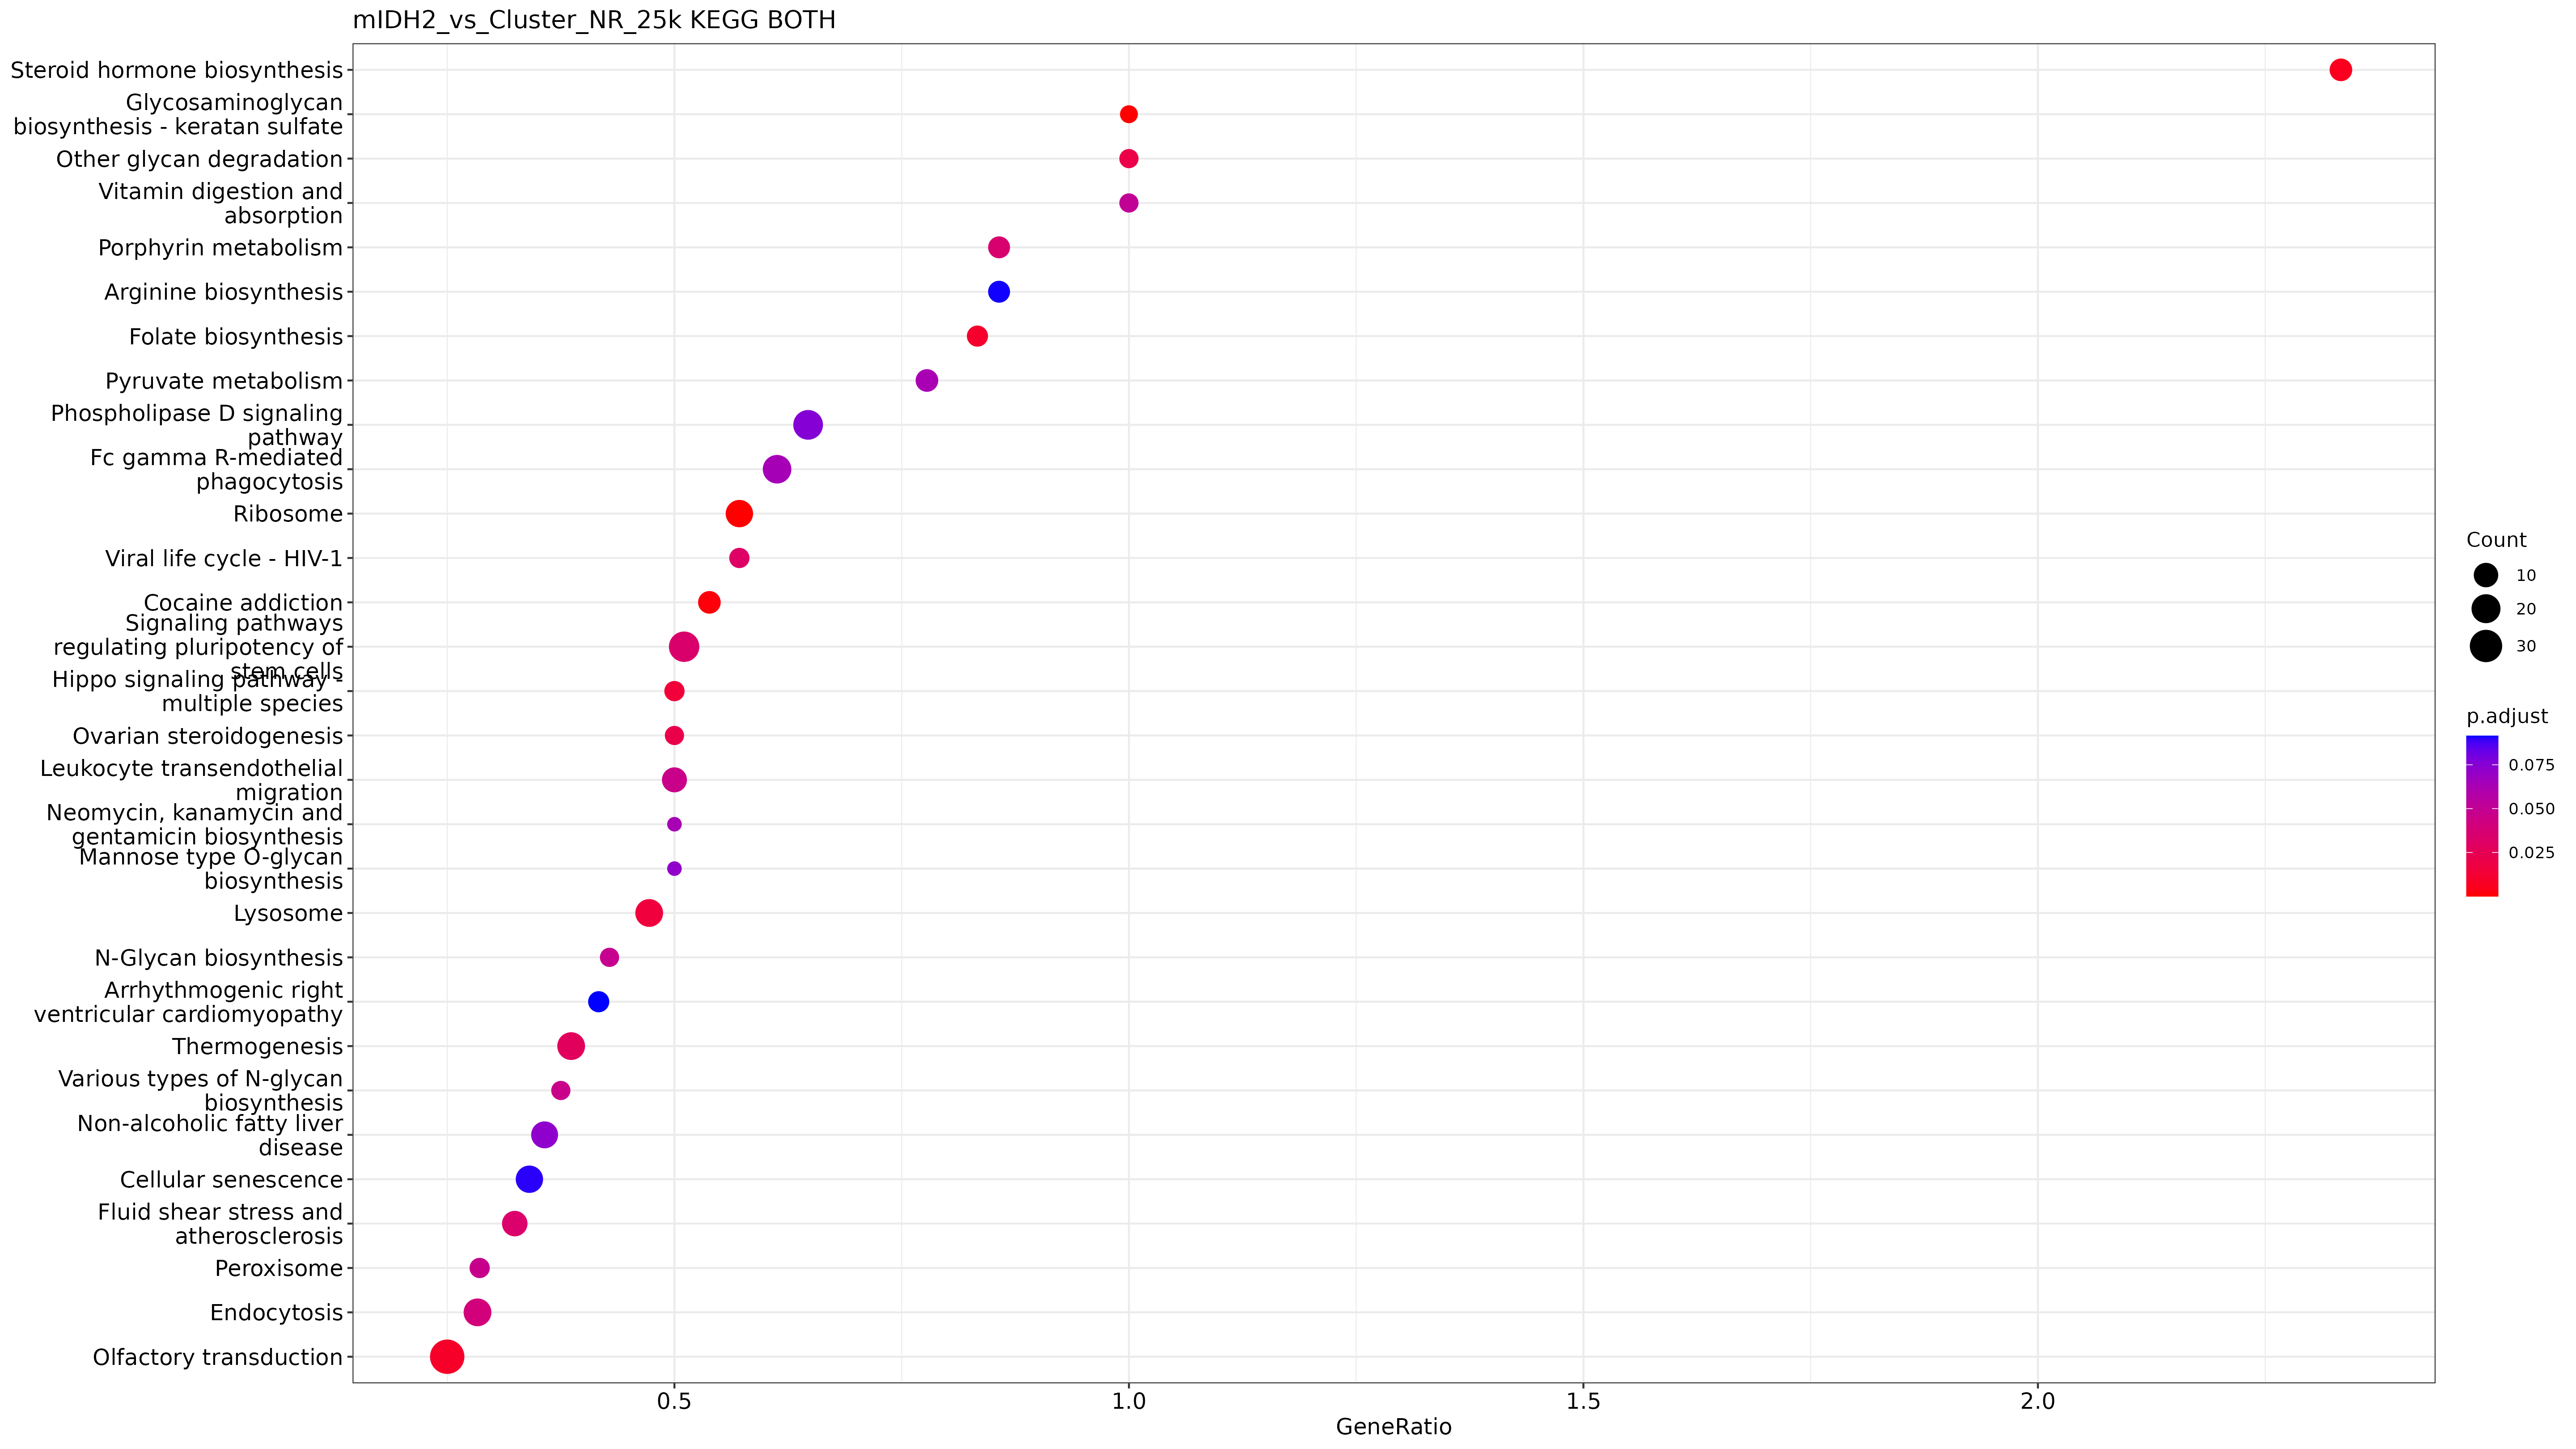 mIDH2_vs_Cluster_NR_25k KEGG BOTH
Steroid hormone biosynthesis
Glycosaminoglycan
biosynthesis - keratan sulfate
Other glycan degradation
Vitamin digestion and
absorption
Porphyrin metabolism
Arginine biosynthesis
Folate biosynthesis
Pyruvate metabolism
Phospholipase D signaling
pathway
Fc gamma R-mediated
phagocytosis
Ribosome
Viral life cycle - HIV-1
Cocaine addiction
Signaling pathways
regulating pluripotency of
stem cells
Hippo signaling pathway -
multiple species
Ovarian steroidogenesis
Leukocyte transendothelial
migration
Neomycin, kanamycin and
gentamicin biosynthesis
Mannose type O-glycan
biosynthesis
Lysosome
N-Glycan biosynthesis
Arrhythmogenic right
ventricular cardiomyopathy
Thermogenesis
Various types of N-glycan
biosynthesis
Non-alcoholic fatty liver
disease
Cellular senescence
Fluid shear stress and
atherosclerosis
Peroxisome
Endocytosis
Olfactory transduction
0.5
1.0
1.5
2.0
GeneRatio
Count
10
20
30
p.adjust
0.075
0.050
0.025